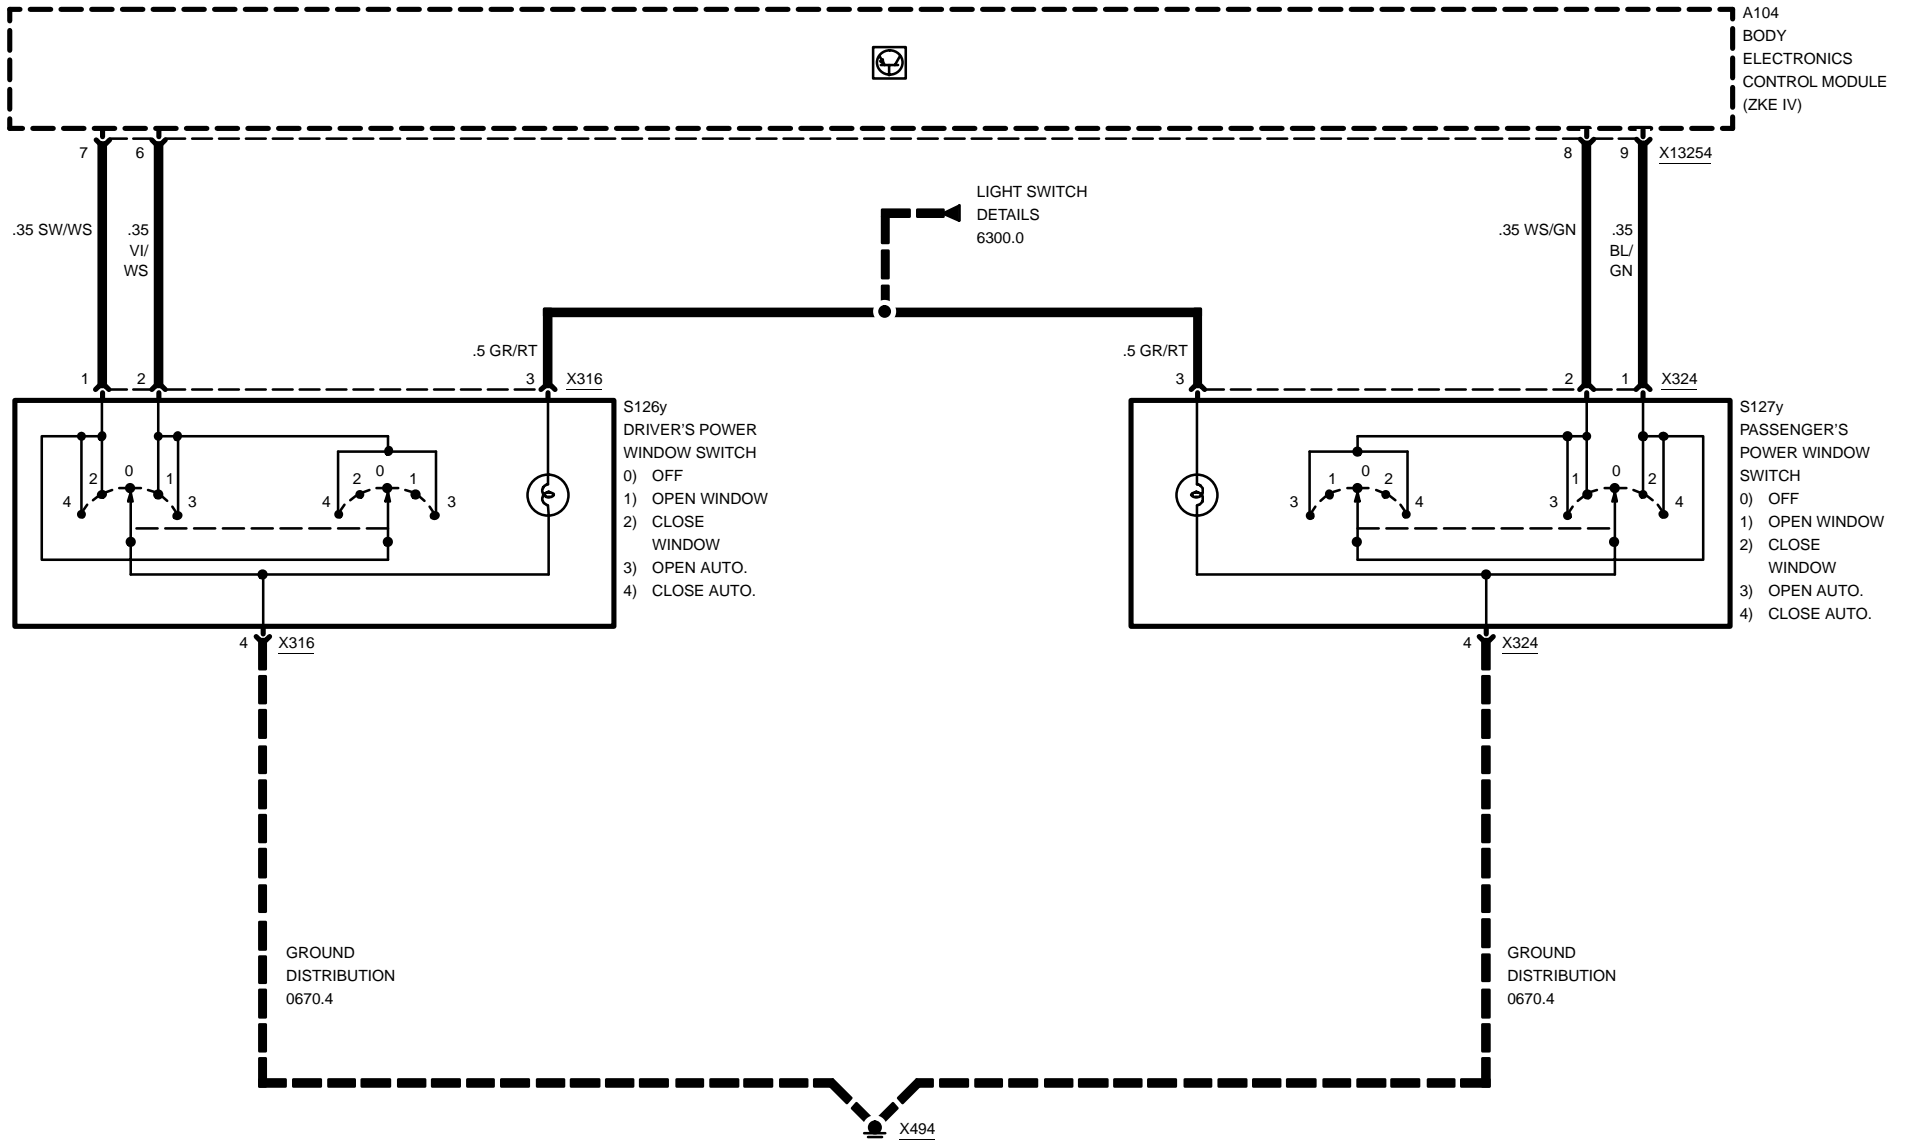 A104
BODY
ELECTRONICS
CONTROL MODULE
(ZKE IV)
7
6
8
9
X13254
LIGHT SWITCH
DETAILS
6300.0
.35 SW/WS
.35
VI/
WS
.35 WS/GN
.35
BL/
GN
.5 GR/RT
.5 GR/RT
1
2
3
X316
3
2
1
X324
S126y
DRIVER'S POWER
WINDOW SWITCH
0) OFF
1) OPEN WINDOW
2) CLOSE
WINDOW
3) OPEN AUTO.
4) CLOSE AUTO.
4
2
0
1
3
4
2
0
1
3
S127y
PASSENGER'S
POWER WINDOW
SWITCH
0) OFF
1) OPEN WINDOW
2) CLOSE
WINDOW
3) OPEN AUTO.
4) CLOSE AUTO.
3
1
0
2
4
3
1
0
2
4
4
X316
4
X324
GROUND
DISTRIBUTION
0670.4
GROUND
DISTRIBUTION
0670.4
X494